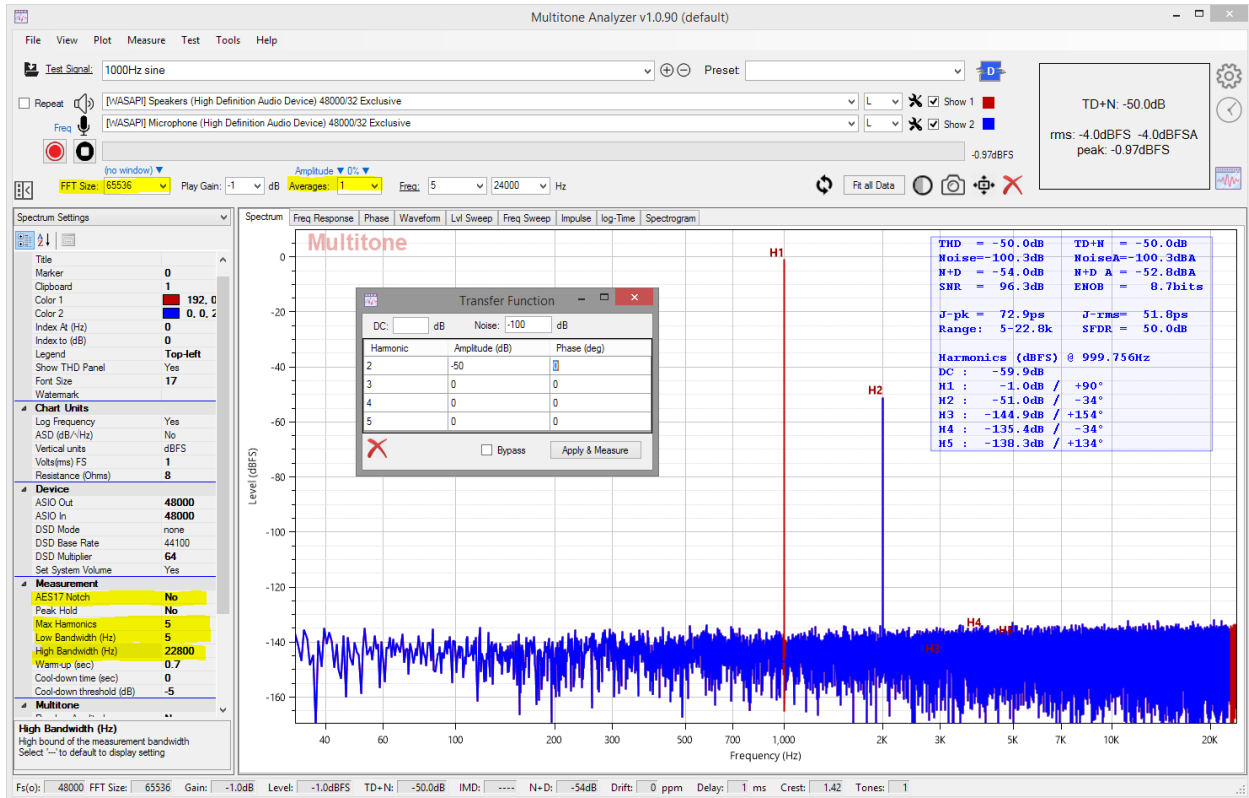 Multitone Analyzer v1.0.90 (default)
File View Plot Measure Test Tools Help
Test Signal: 1000Hz sine Preset: D
Repeat [WASAPI] Speakers (High Definition Audio Device) 48000/32 Exclusive L Show 1
Freq [WASAPI] Microphone (High Definition Audio Device) 48000/32 Exclusive L Show 2
-0.97dBFS
TD+N: -50.0dB
rms: -4.0dBFS -4.0dBFSA
peak: -0.97dBFS
(no window) ▼ Amplitude ▼ 0% ▼
FFT Size: 65536 Play Gain: -1 dB Averages: 1 Freq: 5 24000 Hz Fit all Data
Spectrum Settings
Title
Marker 0
Clipboard 1
Color 1 192, 0
Color 2 0, 0, 2
Index At (Hz) 0
Index to (dB) 0
Legend Top-left
Show THD Panel Yes
Font Size 17
Watermark
Chart Units
Log Frequency Yes
ASD (dB/√Hz) No
Vertical units dBFS
Volts(rms) FS 1
Resistance (Ohms) 8
Device
ASIO Out 48000
ASIO In 48000
DSD Mode none
DSD Base Rate 44100
DSD Multiplier 64
Set System Volume Yes
Measurement
AES17 Notch No
Peak Hold No
Max Harmonics 5
Low Bandwidth (Hz) 5
High Bandwidth (Hz) 22800
Warm-up (sec) 0.7
Cool-down time (sec) 0
Cool-down threshold (dB) -5
Multitone
High Bandwidth (Hz)
High bound of the measurement bandwidth
Select '---' to default to display setting
Spectrum Freq Response Phase Waveform Lvl Sweep Freq Sweep Impulse log-Time Spectrogram
Multitone
H1
H2
H3
H4
H5
THD = -50.0dB TD+N = -50.0dB
Noise=-100.3dB NoiseA=-100.3dBA
N+D = -54.0dB N+D A = -52.8dBA
SNR = 96.3dB ENOB = 8.7bits
J-pk = 72.9ps J-rms= 51.8ps
Range: 5-22.8k SFDR = 50.0dB
Harmonics (dBFS) @ 999.756Hz
DC : -59.9dB
H1 : -1.0dB / +90°
H2 : -51.0dB / -34°
H3 : -144.9dB / +154°
H4 : -135.4dB / -34°
H5 : -138.3dB / +134°
Transfer Function
DC: dB Noise: -100 dB
Harmonic Amplitude (dB) Phase (deg)
2 -50 0
3 0 0
4 0 0
5 0 0
Bypass Apply & Measure
Level (dBFS)
0
-20
-40
-60
-80
-100
-120
-140
-160
40 60 100 200 300 500 700 1,000 2K 3K 5K 7K 10K 20K
Frequency (Hz)
Fs(o): 48000 FFT Size: 65536 Gain: -1.0dB Level: -1.0dBFS TD+N: -50.0dB IMD: ---- N+D: -54dB Drift: 0 ppm Delay: 1 ms Crest: 1.42 Tones: 1